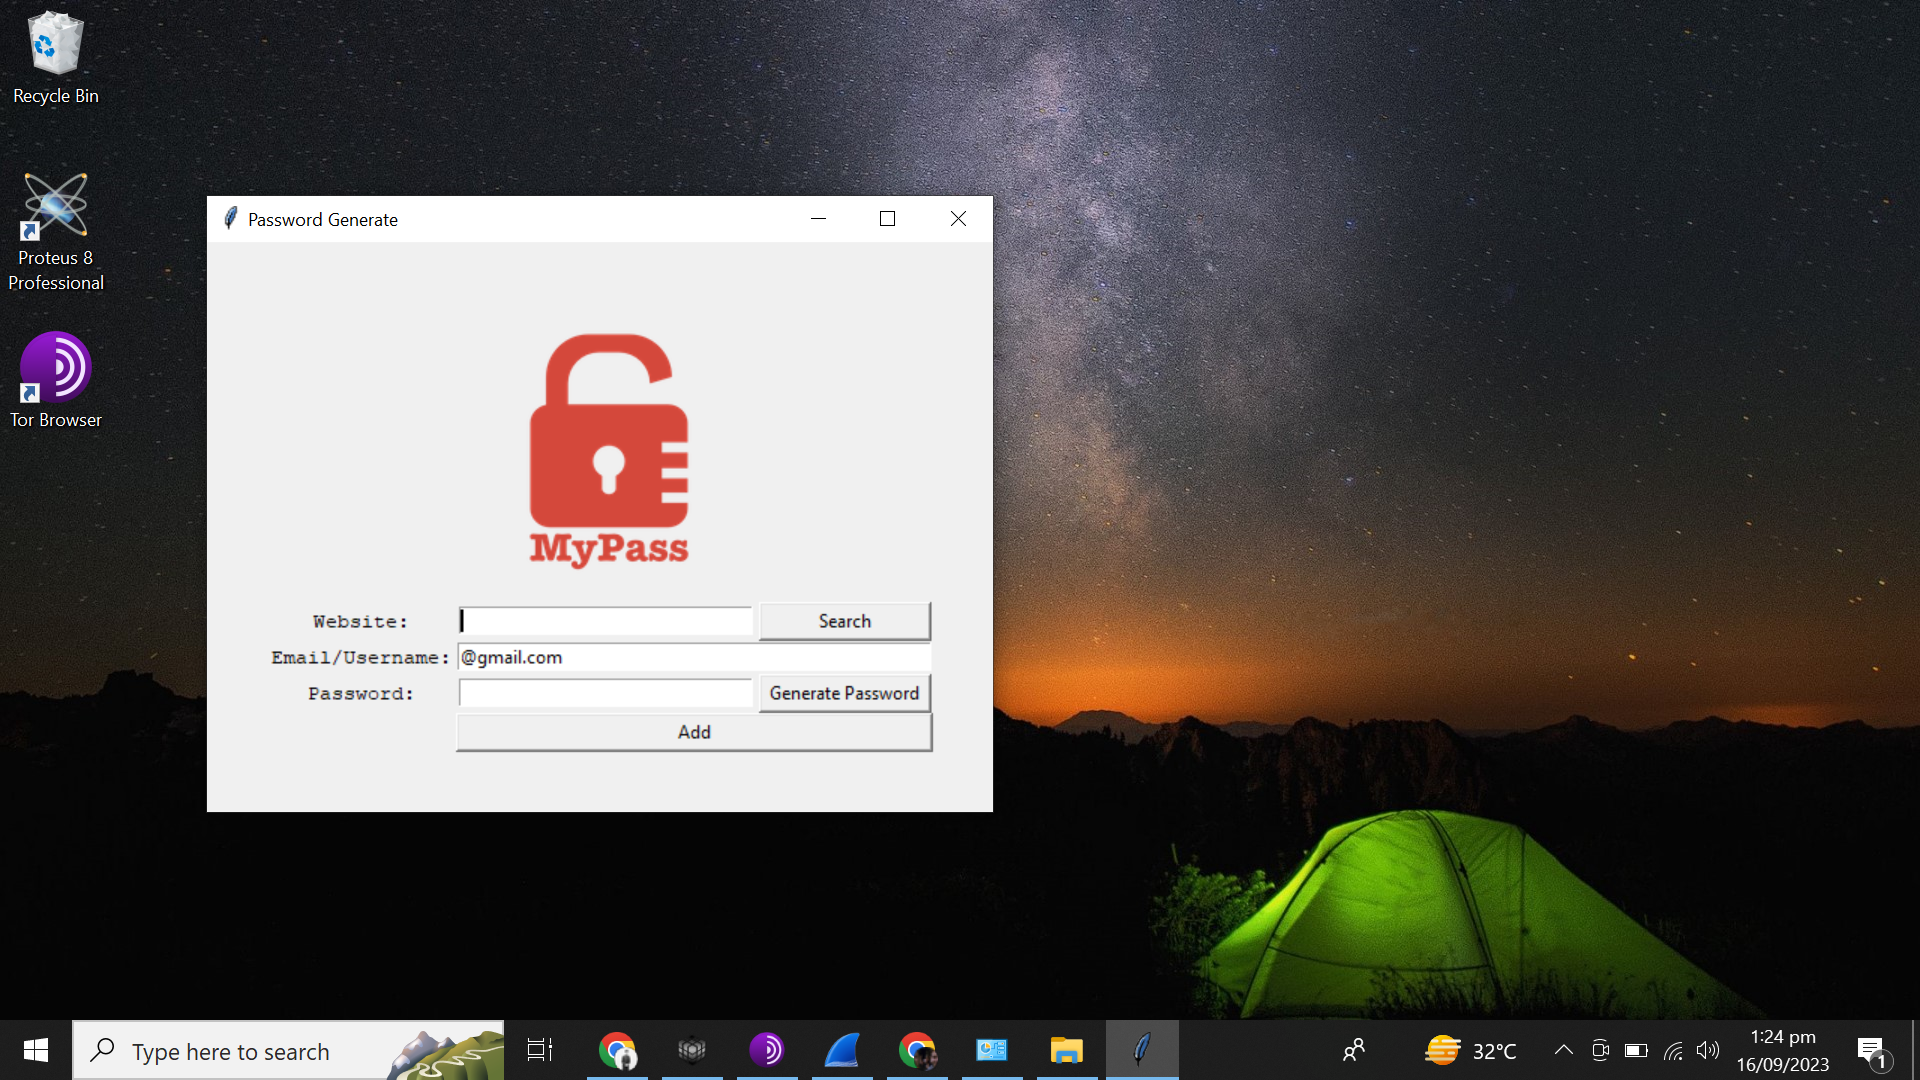 Recycle Bin
Proteus 8
Professional
Tor Browser
Password Generate
MyPass
Website:
Search
Email/Username:
@gmail.com
Password:
Generate Password
Add
Type here to search
32°C
1:24 pm
16/09/2023
1